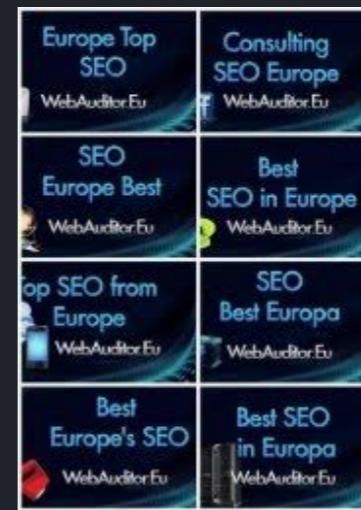 Europe Top
SEO
WebAuditor.Eu
Consulting
SEO Europe
WebAuditor.Eu
SEO
Europe Best
WebAuditor.Eu
Best
SEO in Europe
WebAuditor.Eu
op SEO from
Europe
WebAuditor.Eu
SEO
Best Europa
WebAuditor.Eu
Best
Europe's SEO
WebAuditor.Eu
Best SEO
in Europa
WebAuditor.Eu